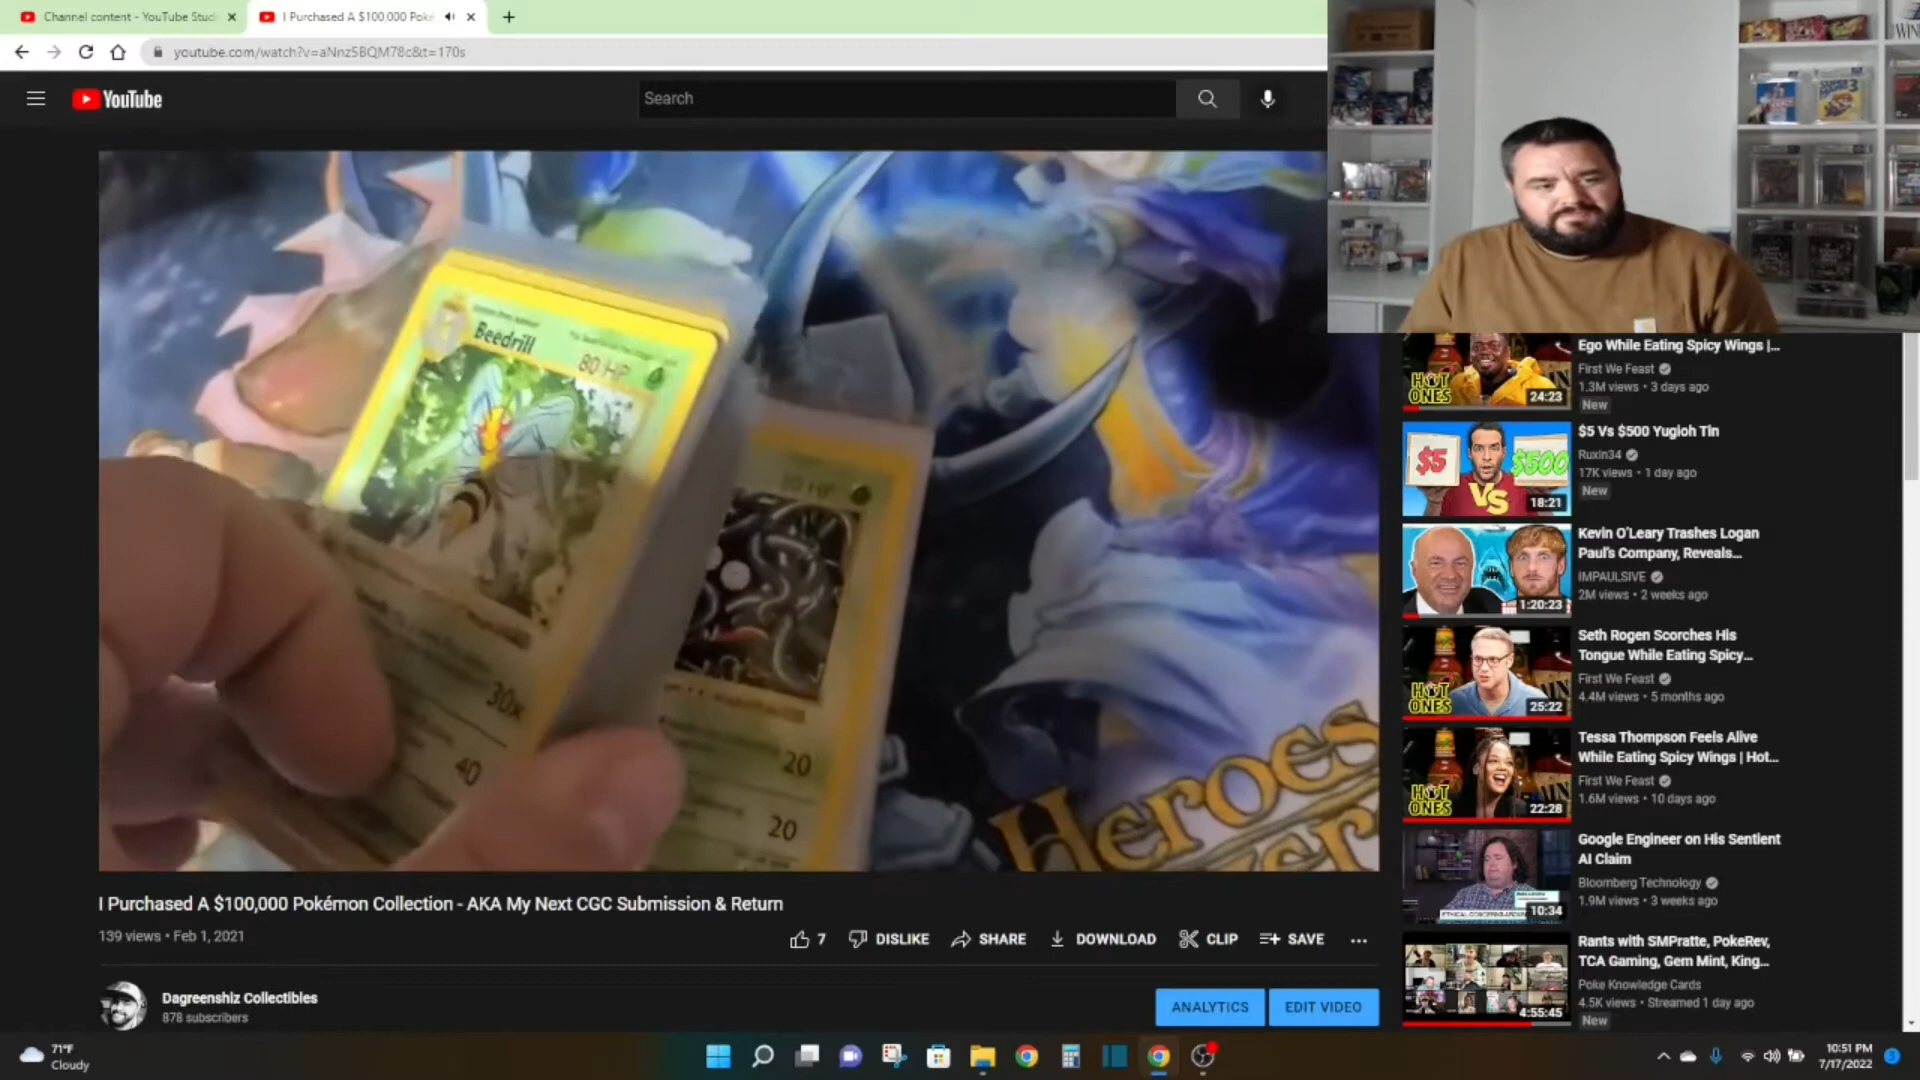 Channel content - YouTube Stud
I Purchased A $100,000 Poké
youtube.com/watch?v=aNnz5BQM78c&t=170s
YouTube
Search
Beedrill
80 HP
30x
40
20
20
Heroes
I Purchased A $100,000 Pokémon Collection - AKA My Next CGC Submission & Return
139 views • Feb 1, 2021
7
DISLIKE
SHARE
DOWNLOAD
CLIP
SAVE
Dagreenshiz Collectibles
878 subscribers
ANALYTICS
EDIT VIDEO
HOT ONES
24:23
Ego While Eating Spicy Wings |...
First We Feast
1.3M views • 3 days ago
New
$5
VS
$500
18:21
$5 Vs $500 Yugioh Tin
Ruxin34
17K views • 1 day ago
New
1:20:23
Kevin O'Leary Trashes Logan
Paul's Company, Reveals...
IMPAULSIVE
2M views • 2 weeks ago
HOT ONES
25:22
Seth Rogen Scorches His
Tongue While Eating Spicy...
First We Feast
4.4M views • 5 months ago
HOT ONES
22:28
Tessa Thompson Feels Alive
While Eating Spicy Wings | Hot...
First We Feast
1.6M views • 10 days ago
10:34
Google Engineer on His Sentient
AI Claim
Bloomberg Technology
1.9M views • 3 weeks ago
4:55:45
Rants with SMPratte, PokeRev,
TCA Gaming, Gem Mint, King...
Poke Knowledge Cards
4.5K views • Streamed 1 day ago
New
71°F
Cloudy
10:51 PM
7/17/2022
3